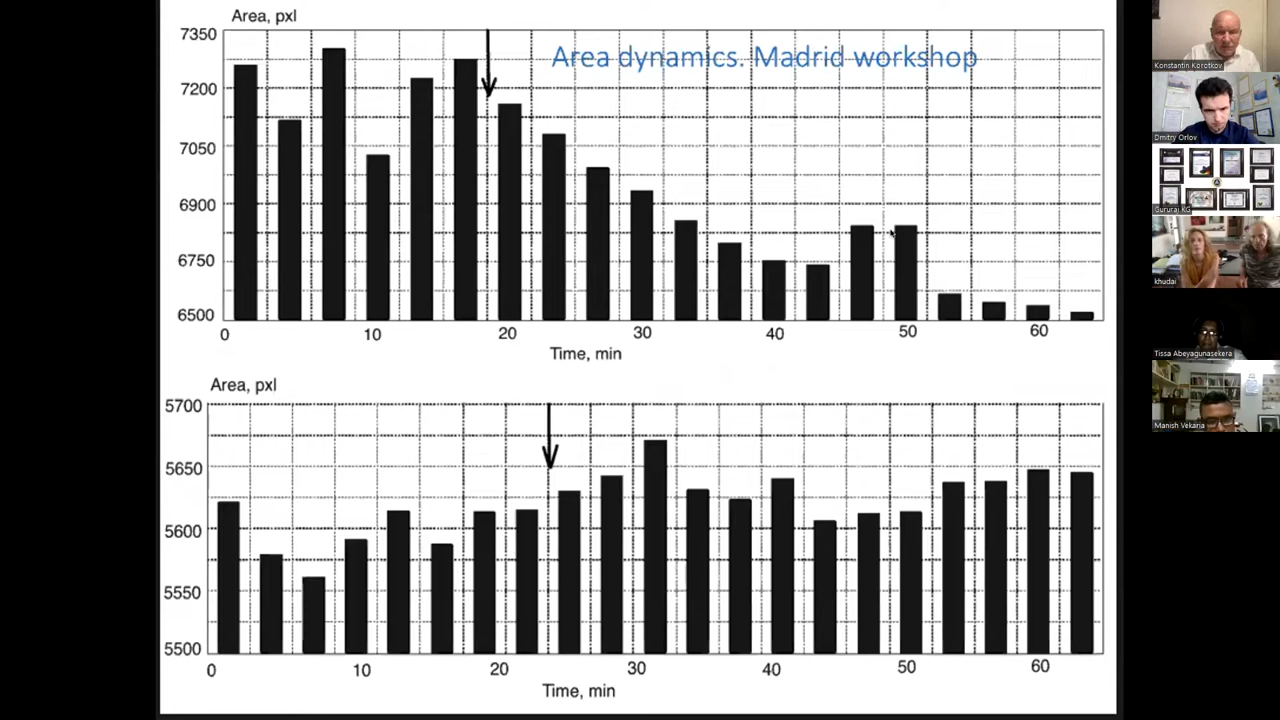 Area, pxl
Area dynamics. Madrid workshop
7350
7200
7050
6900
6750
6500
0 10 20 30 40 50 60
Time, min
Area, pxl
5700
5650
5600
5550
5500
0 10 20 30 40 50 60
Time, min
Konstantin Korotkov
Dmitry Orlov
Gururaj KG
khudai
Tissa Abeyagunasekera
Manish Vekaria